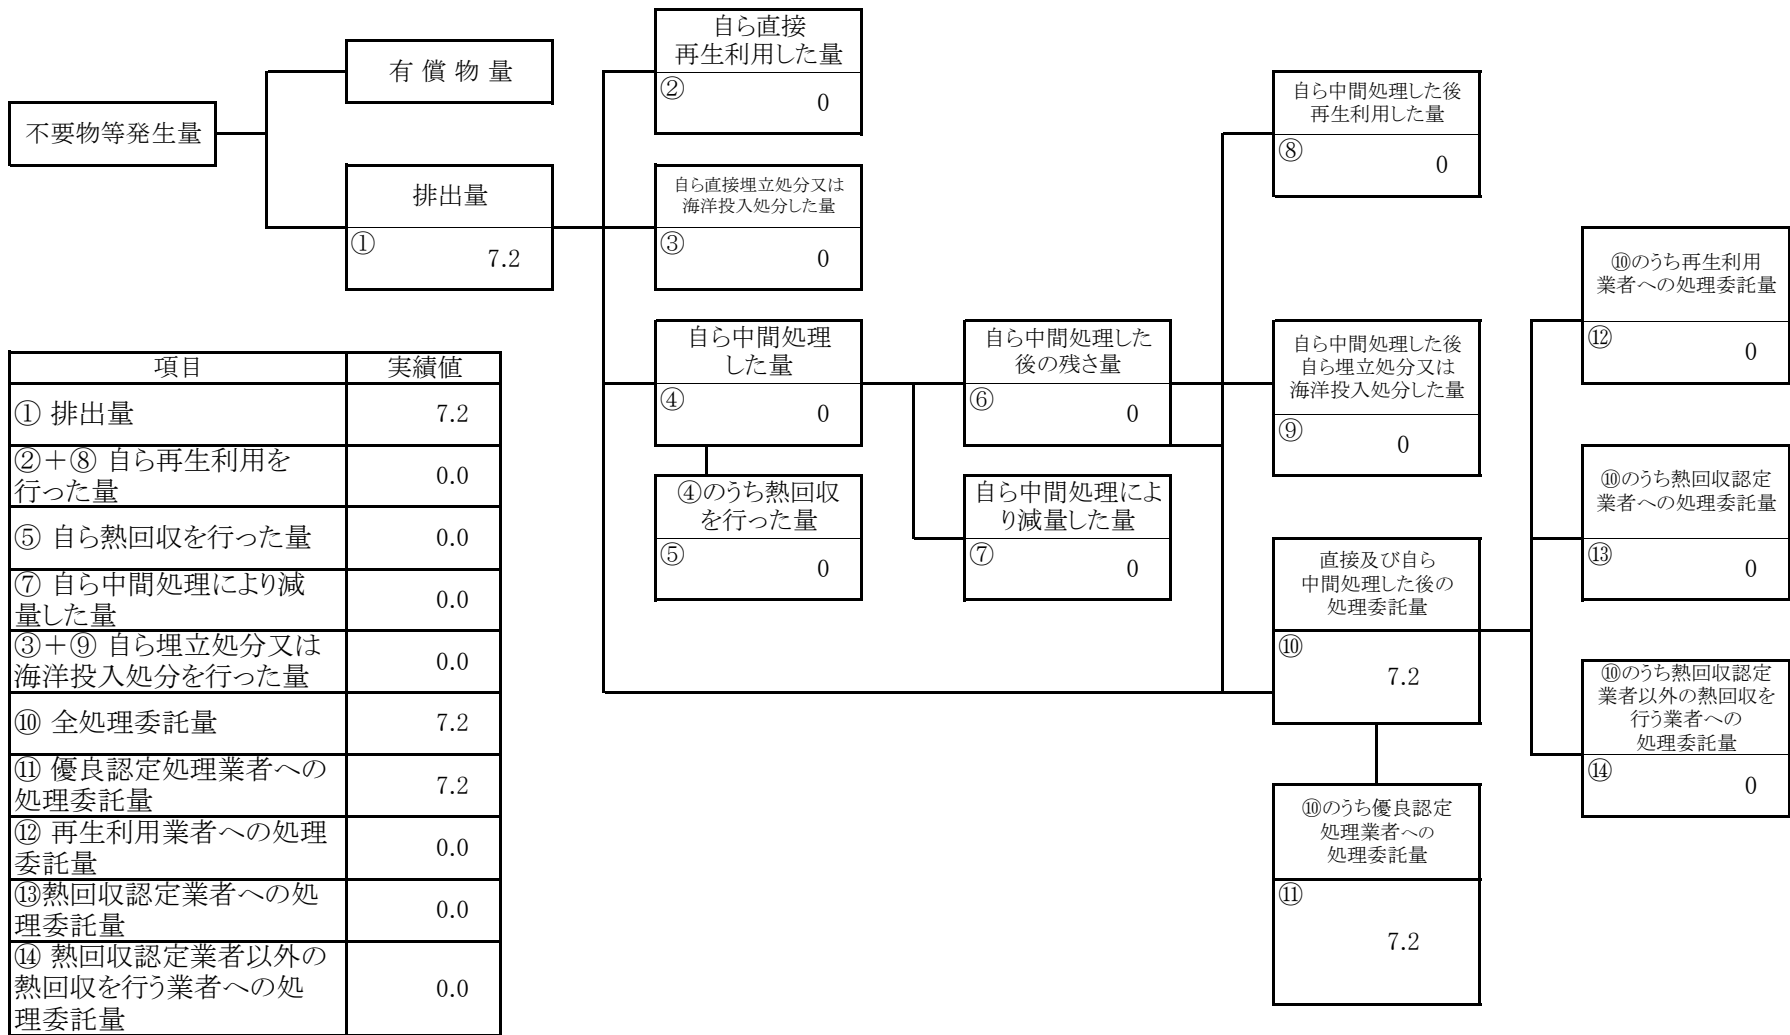 不要物等発生量
有 償 物 量
排出量
①
7.2
自ら直接
再生利用した量
②
0
自ら直接埋立処分又は
海洋投入処分した量
③
0
自ら中間処理
した量
④
0
④のうち熱回収
を行った量
⑤
0
自ら中間処理した
後の残さ量
⑥
0
自ら中間処理によ
り減量した量
⑦
0
自ら中間処理した後
再生利用した量
⑧
0
自ら中間処理した後
自ら埋立処分又は
海洋投入処分した量
⑨
0
直接及び自ら
中間処理した後の
処理委託量
⑩
7.2
⑩のうち優良認定
処理業者への
処理委託量
⑪
7.2
⑩のうち再生利用
業者への処理委託量
⑫
0
⑩のうち熱回収認定
業者への処理委託量
⑬
0
⑩のうち熱回収認定
業者以外の熱回収を
行う業者への
処理委託量
⑭
0
項目 実績値
① 排出量 7.2
②+⑧ 自ら再生利用を
行った量 0.0
⑤ 自ら熱回収を行った量 0.0
⑦ 自ら中間処理により減
量した量 0.0
③+⑨ 自ら埋立処分又は
海洋投入処分を行った量 0.0
⑩ 全処理委託量 7.2
⑪ 優良認定処理業者への
処理委託量 7.2
⑫ 再生利用業者への処理
委託量 0.0
⑬熱回収認定業者への処
理委託量 0.0
⑭ 熱回収認定業者以外の
熱回収を行う業者への処
理委託量 0.0